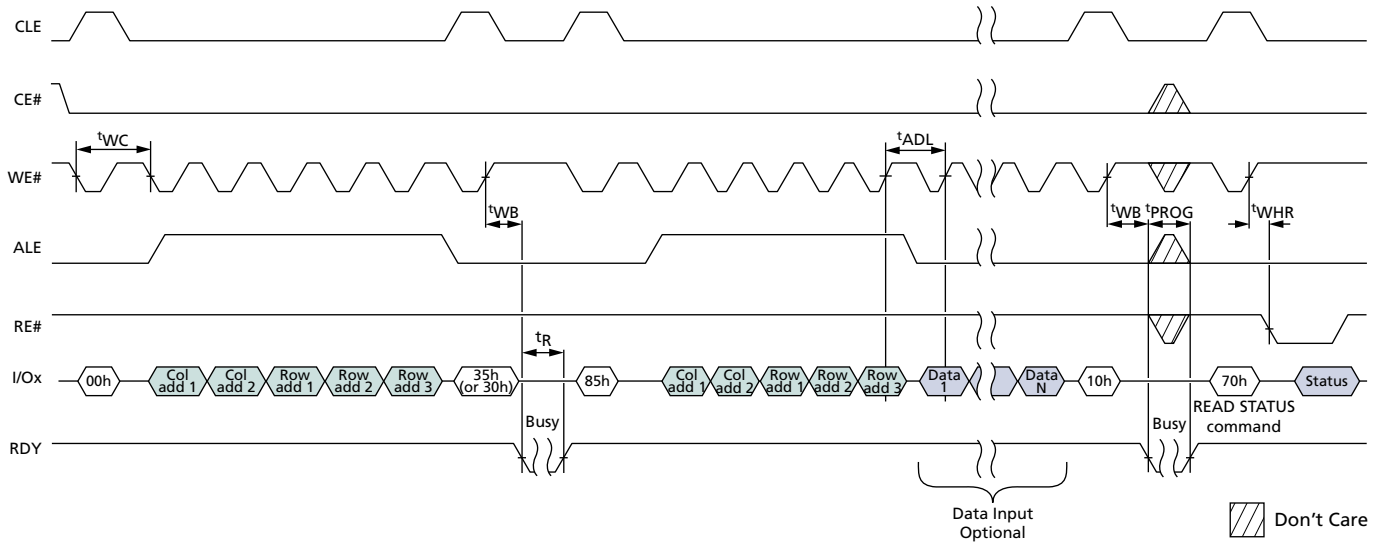 CLE
CE#
tWC
tADL
WE#
tWB
tWB
tPROG
tWHR
ALE
RE#
tR
I/Ox
00h
Col add 1
Col add 2
Row add 1
Row add 2
Row add 3
35h (or 30h)
85h
Col add 1
Col add 2
Row add 1
Row add 2
Row add 3
Data 1
Data N
10h
70h
Status
READ STATUS command
Busy
Busy
RDY
Data Input
Optional
Don't Care